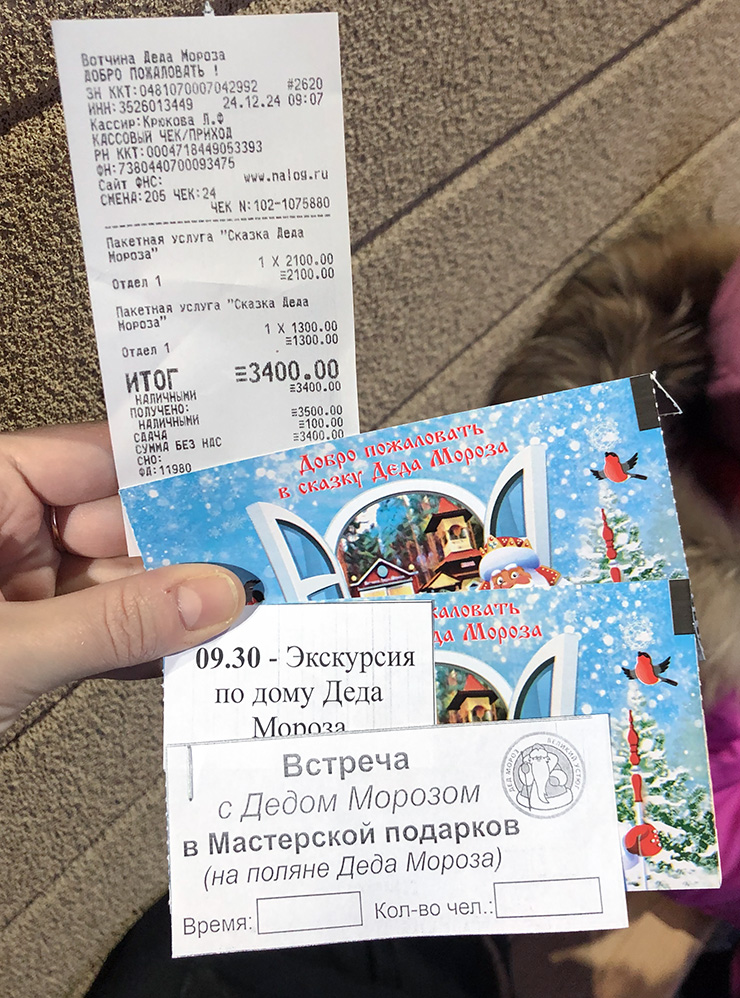 Вотчина Деда Мороза
ДОБРО ПОЖАЛОВАТЬ !
ЗН ККТ:0481070007042992 #2620
ИНН:3526013449 24.12.24 09:07
Кассир:Крюкова Л.Ф
КАССОВЫЙ ЧЕК/ПРИХОД
РН ККТ:0004718449053393
ФН:7380440700093475
Сайт ФНС: www.nalog.ru
СМЕНА:205 ЧЕК:24
ЧЕК N:102-1075880
Пакетная услуга "Сказка Деда
Мороза"
1 X 2100.00
Отдел 1 ≡2100.00
Пакетная услуга "Сказка Деда
Мороза"
1 X 1300.00
Отдел 1 ≡1300.00
ИТОГ ≡3400.00
НАЛИЧНЫМИ ≡3400.00
ПОЛУЧЕНО:
НАЛИЧНЫМИ ≡3500.00
СДАЧА ≡100.00
СУММА БЕЗ НДС ≡3400.00
СНО:
ФД:11980
Добро пожаловать
в сказку Деда Мороза
жаловать
да Мороза
09.30 - Экскурсия
по дому Деда
Мороза
Встреча
с Дедом Морозом
в Мастерской подарков
(на поляне Деда Мороза)
Время: Кол-во чел.:
ДЕД МОРОЗ ВЕЛИКИЙ УСТЮГ